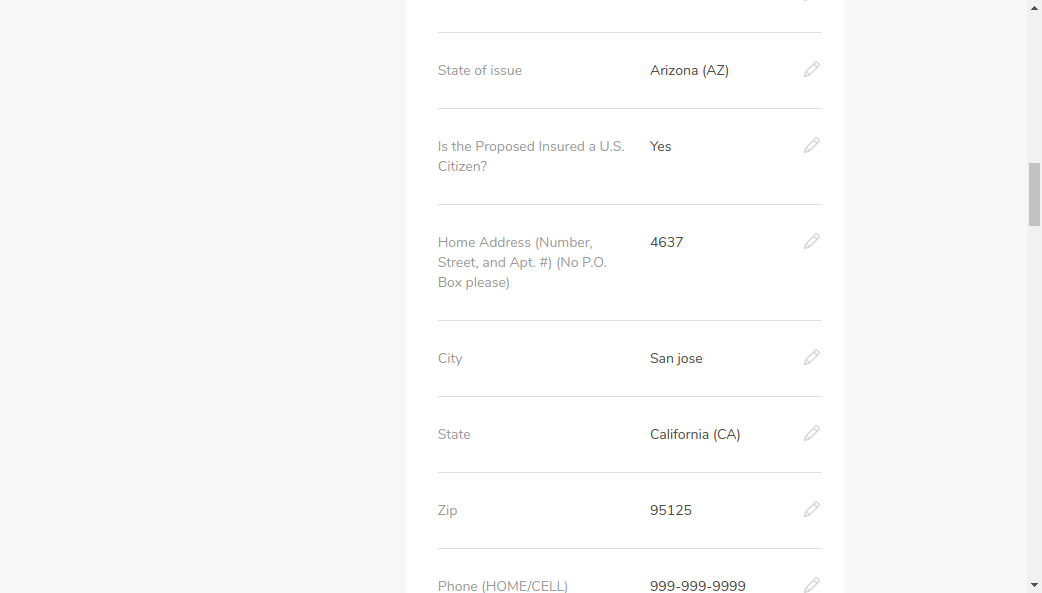 State of issue Arizona (AZ)
Is the Proposed Insured a U.S. Yes
Citizen?
Home Address (Number, 4637
Street, and Apt. #) (No P.O.
Box please)
City San jose
State California (CA)
Zip 95125
Phone (HOME/CELL) 999-999-9999